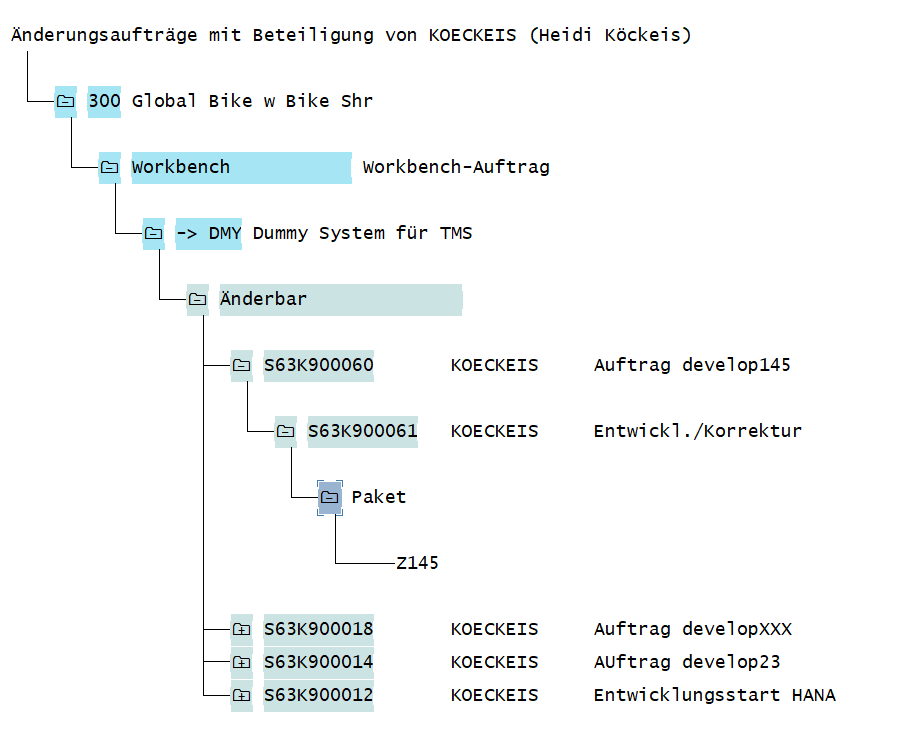 Änderungsaufträge mit Beteiligung von KOECKEIS (Heidi Köckeis)
300 Global Bike w Bike Shr
Workbench Workbench-Auftrag
-> DMY Dummy System für TMS
Änderbar
S63K900060 KOECKEIS Auftrag develop145
S63K900061 KOECKEIS Entwickl./Korrektur
Paket
Z145
S63K900018 KOECKEIS Auftrag developXXX
S63K900014 KOECKEIS AUftrag develop23
S63K900012 KOECKEIS Entwicklungsstart HANA